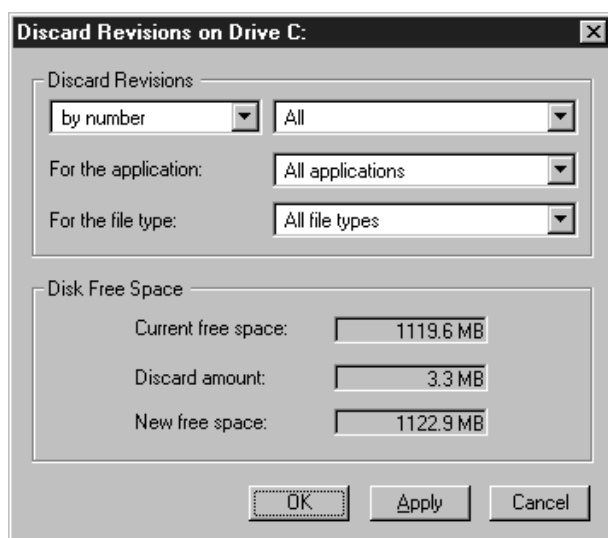 Discard Revisions on Drive C:
Discard Revisions
by number All
For the application: All applications
For the file type: All file types
Disk Free Space
Current free space: 1119.6 MB
Discard amount: 3.3 MB
New free space: 1122.9 MB
OK Apply Cancel